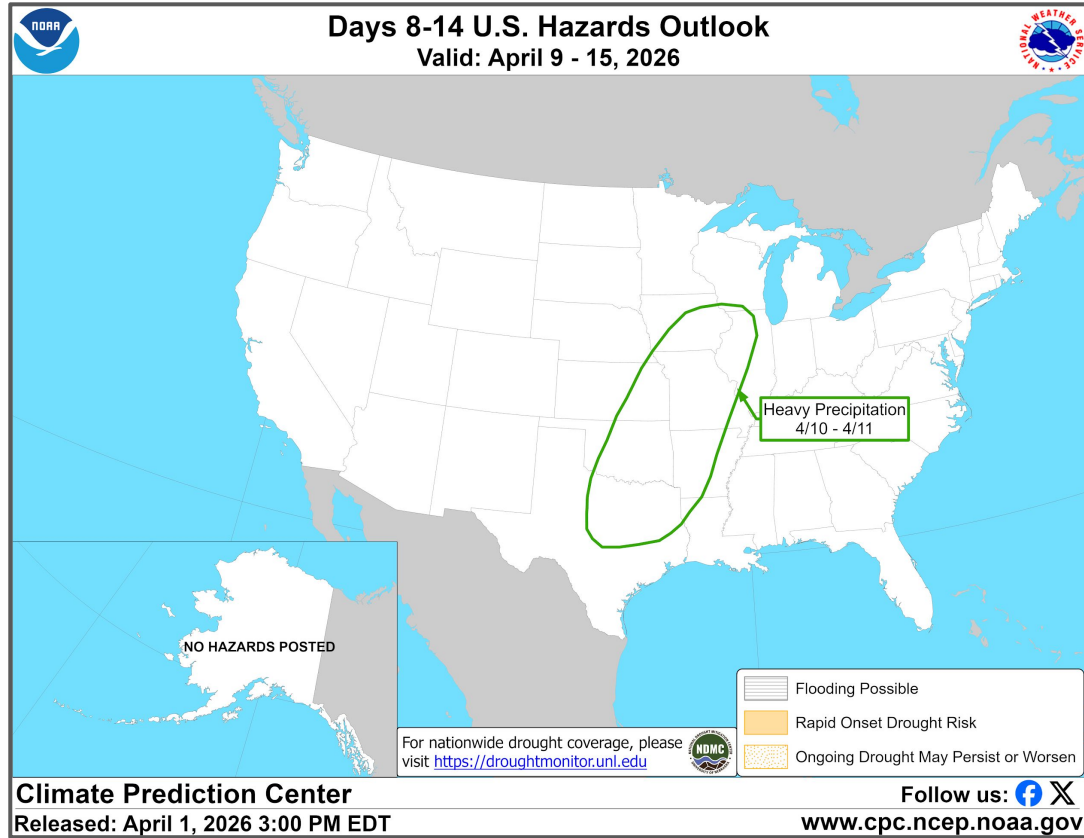 NOAA
Days 8-14 U.S. Hazards Outlook
Valid: April 9 - 15, 2026
NATIONAL WEATHER SERVICE
Heavy Precipitation
4/10 - 4/11
NO HAZARDS POSTED
For nationwide drought coverage, please
visit https://droughtmonitor.unl.edu
NDMC
Flooding Possible
Rapid Onset Drought Risk
Ongoing Drought May Persist or Worsen
Climate Prediction Center
Released: April 1, 2026 3:00 PM EDT
Follow us:
www.cpc.ncep.noaa.gov